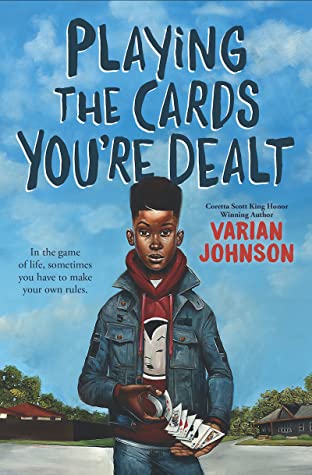 PLAYiNG
THE CARDS
YOU'RE DEALT
Coretta Scott King Honor
Winning Author
VARIAN
JOHNSON
In the game
of life, sometimes
you have to make
your own rules.